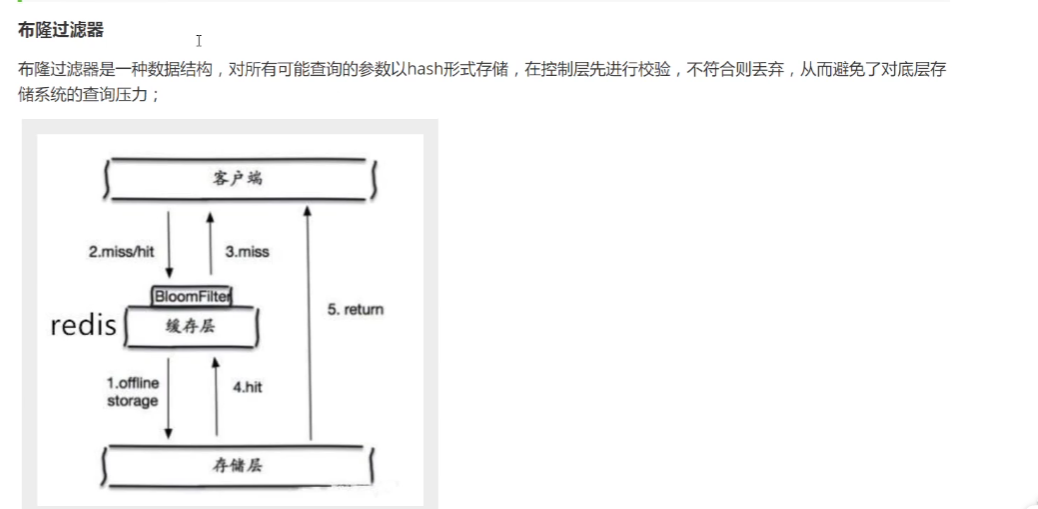 布隆过滤器
布隆过滤器是一种数据结构，对所有可能查询的参数以hash形式存储，在控制层先进行校验，不符合则丢弃，从而避免了对底层存
储系统的查询压力；
客户端
2.miss/hit
3.miss
BloomFilter
5. return
redis
缓存层
1.offline
storage
4.hit
存储层